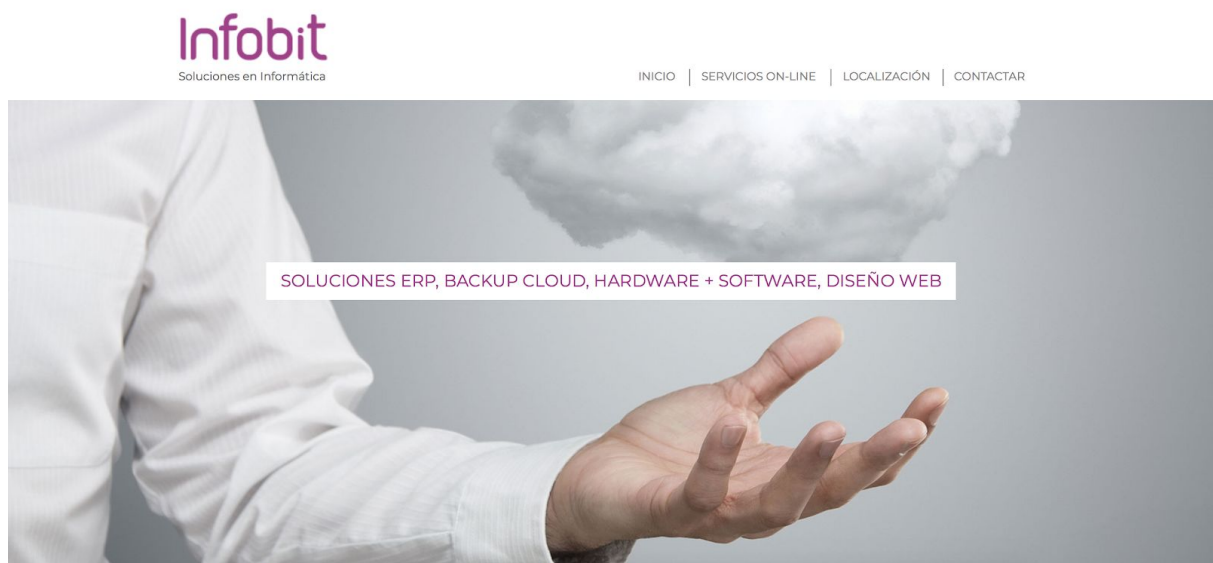 Infobit
Soluciones en Informática
INICIO | SERVICIOS ON-LINE | LOCALIZACIÓN | CONTACTAR
SOLUCIONES ERP, BACKUP CLOUD, HARDWARE + SOFTWARE, DISEÑO WEB